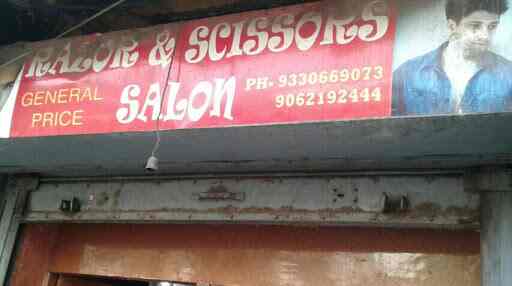 RAZOR & SCISSORS
GENERAL PRICE
SALON
PH- 9330669073
9062192444